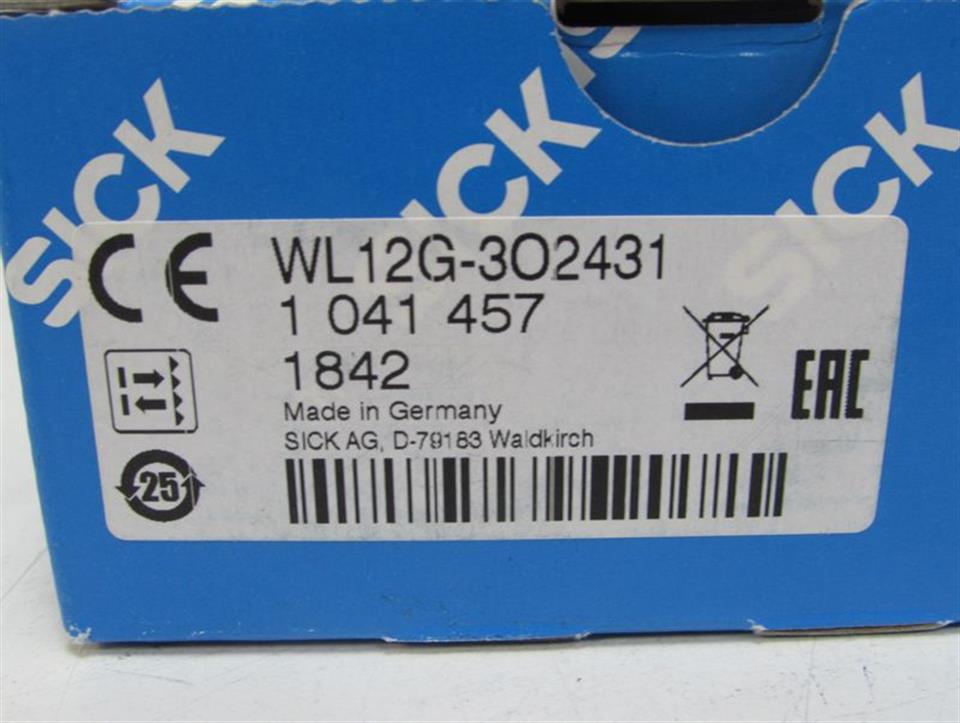 SICK
SICK
SICK
CE
WL12G-3O2431
1 041 457
1842
Made in Germany
SICK AG, D-79183 Waldkirch
EAC
25